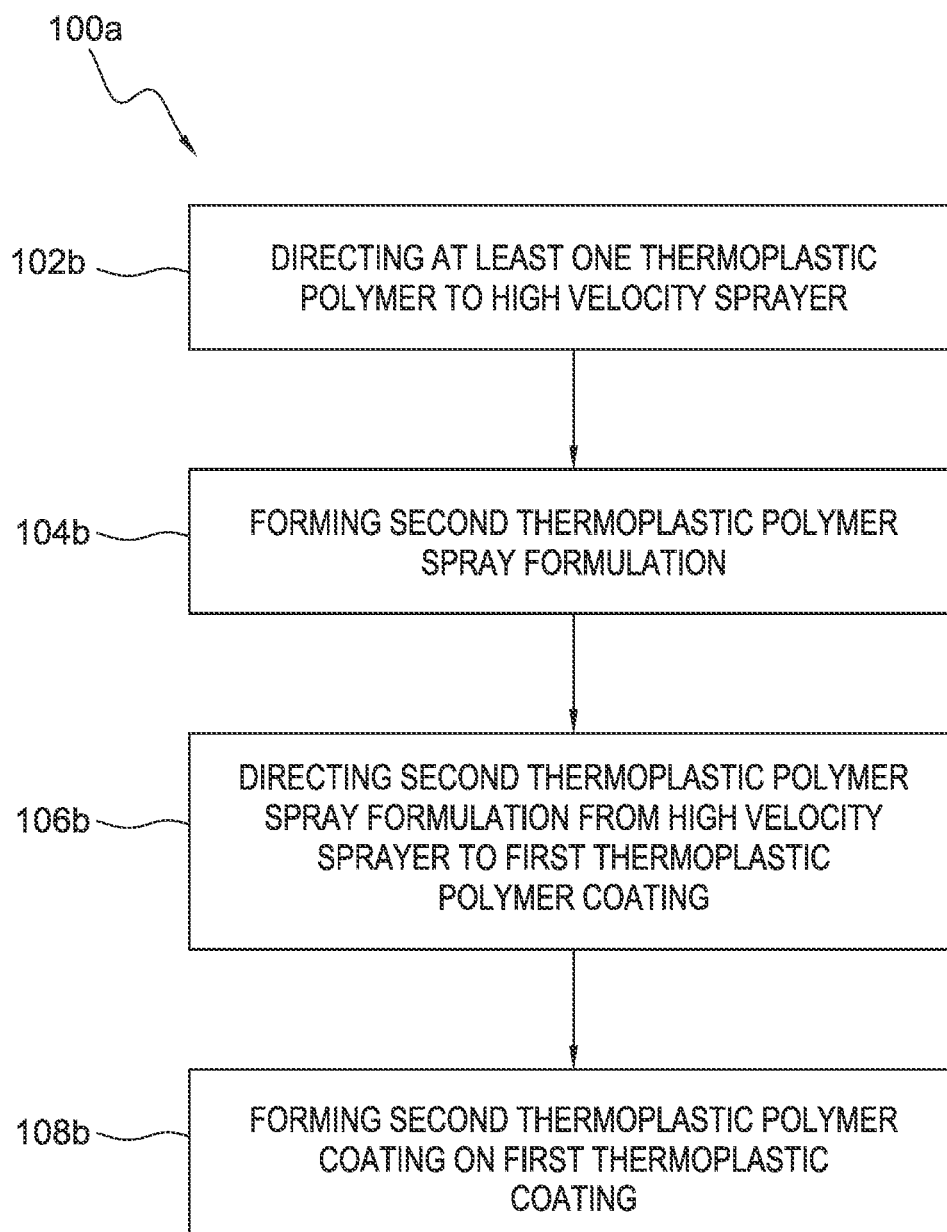 100a
102b
DIRECTING AT LEAST ONE THERMOPLASTIC
POLYMER TO HIGH VELOCITY SPRAYER
104b
FORMING SECOND THERMOPLASTIC POLYMER
SPRAY FORMULATION
106b
DIRECTING SECOND THERMOPLASTIC POLYMER
SPRAY FORMULATION FROM HIGH VELOCITY
SPRAYER TO FIRST THERMOPLASTIC
POLYMER COATING
108b
FORMING SECOND THERMOPLASTIC POLYMER
COATING ON FIRST THERMOPLASTIC
COATING